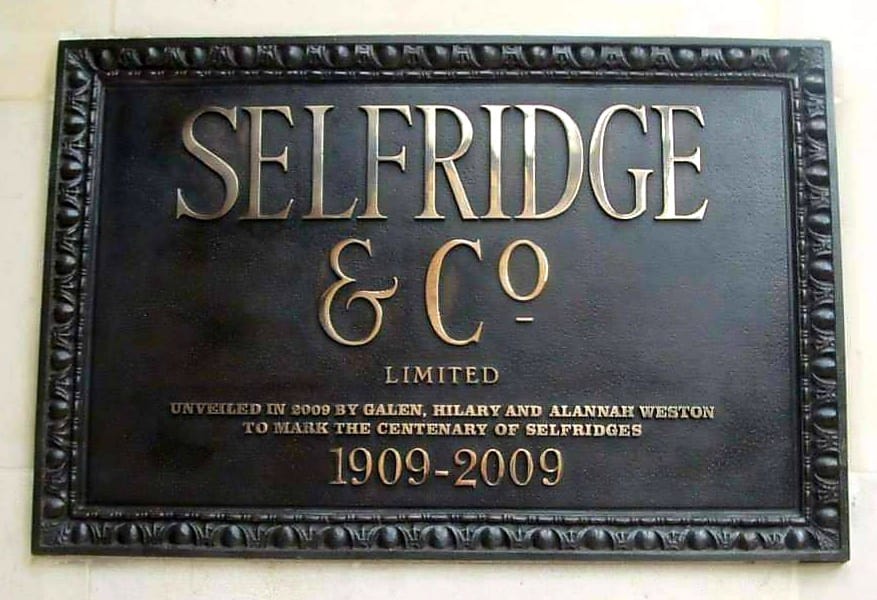 SELFRIDGE
& Cº
LIMITED
UNVEILED IN 2009 BY GALEN, HILARY AND ALANNAH WESTON
TO MARK THE CENTENARY OF SELFRIDGES
1909-2009